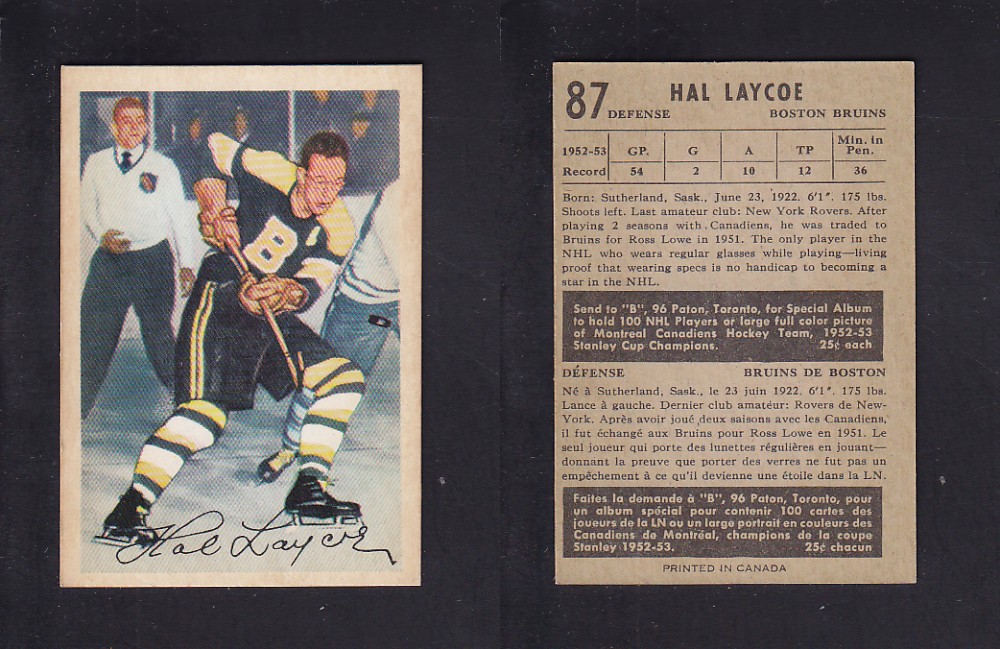 B
Hal Laycoe
87 HAL LAYCOE
DEFENSE BOSTON BRUINS
1952-53 GP. G A TP Min. in Pen.
Record 54 2 10 12 36
Born: Sutherland, Sask., June 23, 1922. 6'1". 175 lbs.
Shoots left. Last amateur club: New York Rovers. After
playing 2 seasons with Canadiens, he was traded to
Bruins for Ross Lowe in 1951. The only player in the
NHL who wears regular glasses while playing—living
proof that wearing specs is no handicap to becoming a
star in the NHL.
Send to "B", 96 Paton, Toronto, for Special Album
to hold 100 NHL Players or large full color picture
of Montreal Canadiens Hockey Team, 1952-53
Stanley Cup Champions. 25¢ each
DÉFENSE BRUINS DE BOSTON
Né à Sutherland, Sask., le 23 juin 1922. 6'1". 175 lbs.
Lance à gauche. Dernier club amateur: Rovers de New-
York. Après avoir joué deux saisons avec les Canadiens,
il fut échangé aux Bruins pour Ross Lowe en 1951. Le
seul joueur qui porte des lunettes régulières en jouant—
donnant la preuve que porter des verres ne fut pas un
empêchement à ce qu'il devienne une étoile dans la LN.
Faites la demande à "B", 96 Paton, Toronto, pour
un album spécial pour contenir 100 cartes des
joueurs de la LN ou un large portrait en couleurs des
Canadiens de Montréal, champions de la coupe
Stanley 1952-53. 25¢ chacun
PRINTED IN CANADA